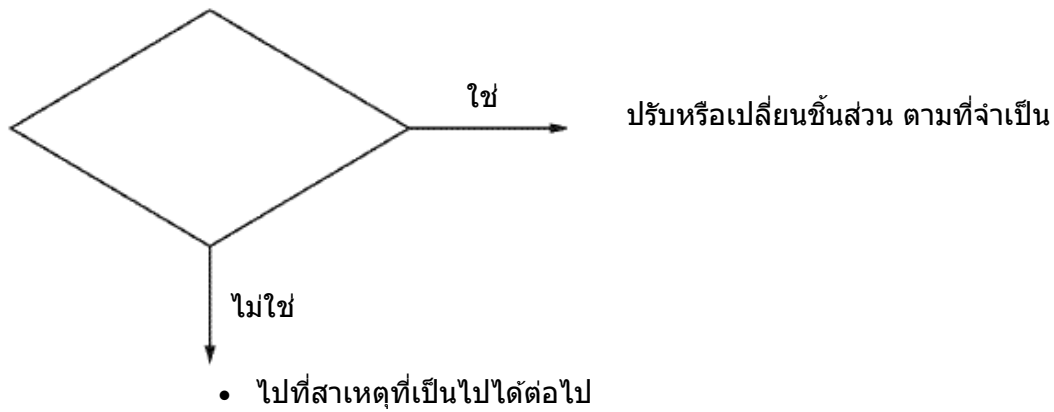 ใช่
ปรับหรือเปลี่ยนชิ้นส่วน ตามที่จำเป็น
ไม่ใช่
• ไปที่สาเหตุที่เป็นไปได้ต่อไป